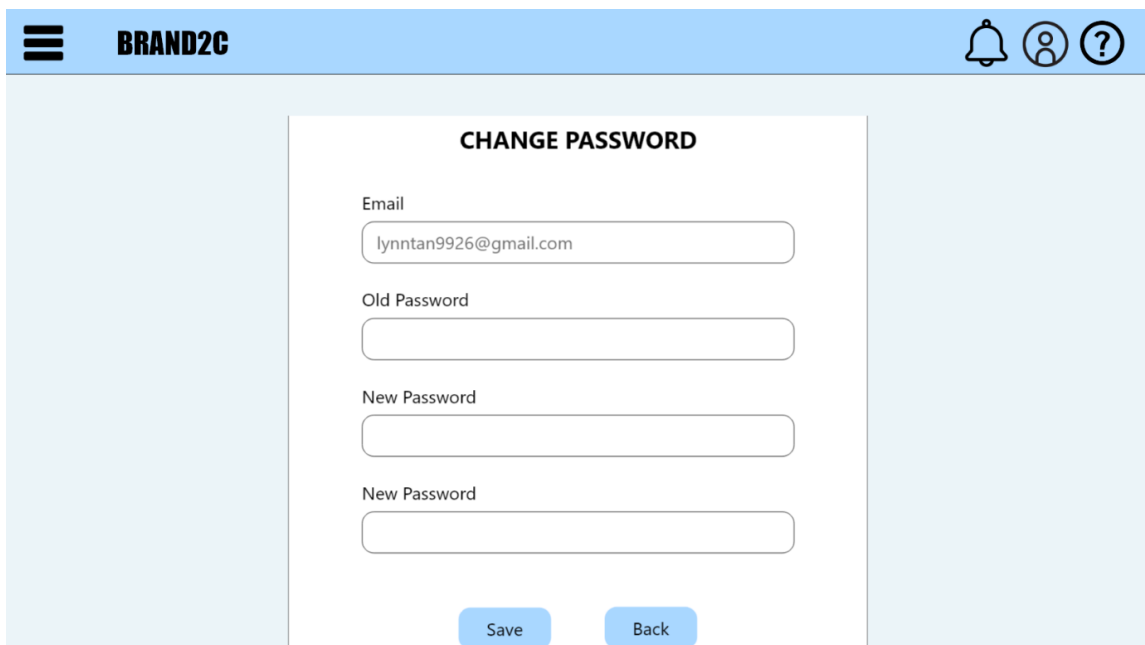 BRAND2C
?
CHANGE PASSWORD
Email
lynntan9926@gmail.com
Old Password
New Password
New Password
Save
Back